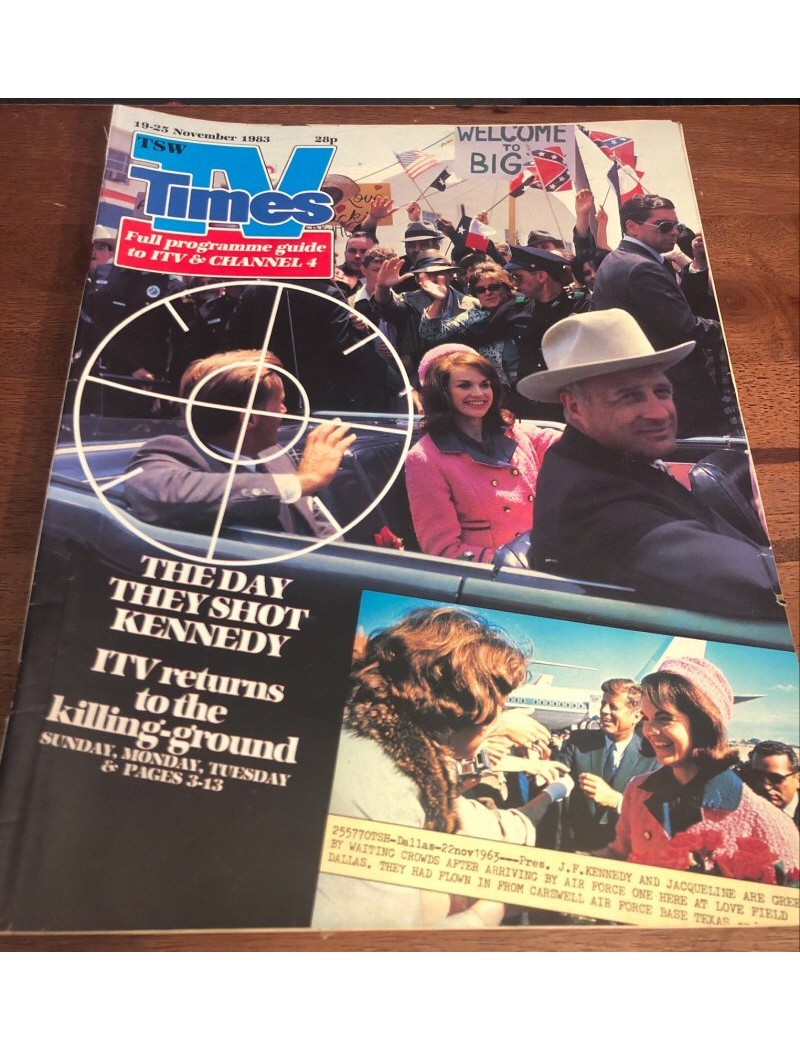 19-25 November 1983
28p
TSW
TV
Times
Full programme guide
to ITV & CHANNEL 4
WELCOME
TO
BIG
Love
THE DAY
THEY SHOT
KENNEDY
ITV returns
to the
killing-ground
SUNDAY, MONDAY, TUESDAY
& PAGES 3-13
255770TSH-Dallas-22nov1963---Pres. J.F.KENNEDY AND JACQUELINE ARE GREE
BY WAITING CROWDS AFTER ARRIVING BY AIR FORCE ONE HERE AT LOVE FIELD
DALLAS. THEY HAD FLOWN IN FROM CARSWELL AIR FORCE BASE TEXAS